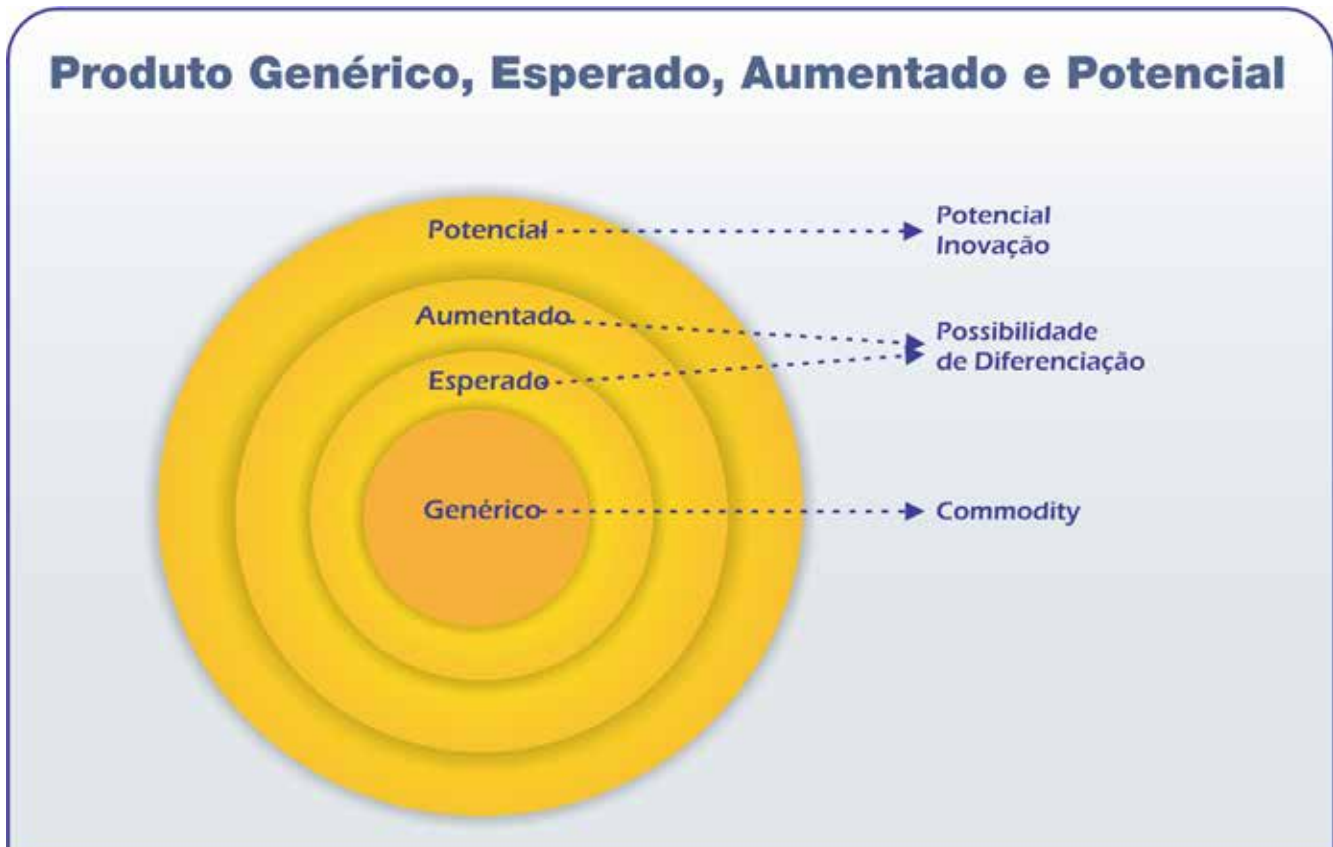 Produto Genérico, Esperado, Aumentado e Potencial
Potencial
Potencial
Inovação
Aumentado
Possibilidade
de Diferenciação
Esperado
Genérico
Commodity